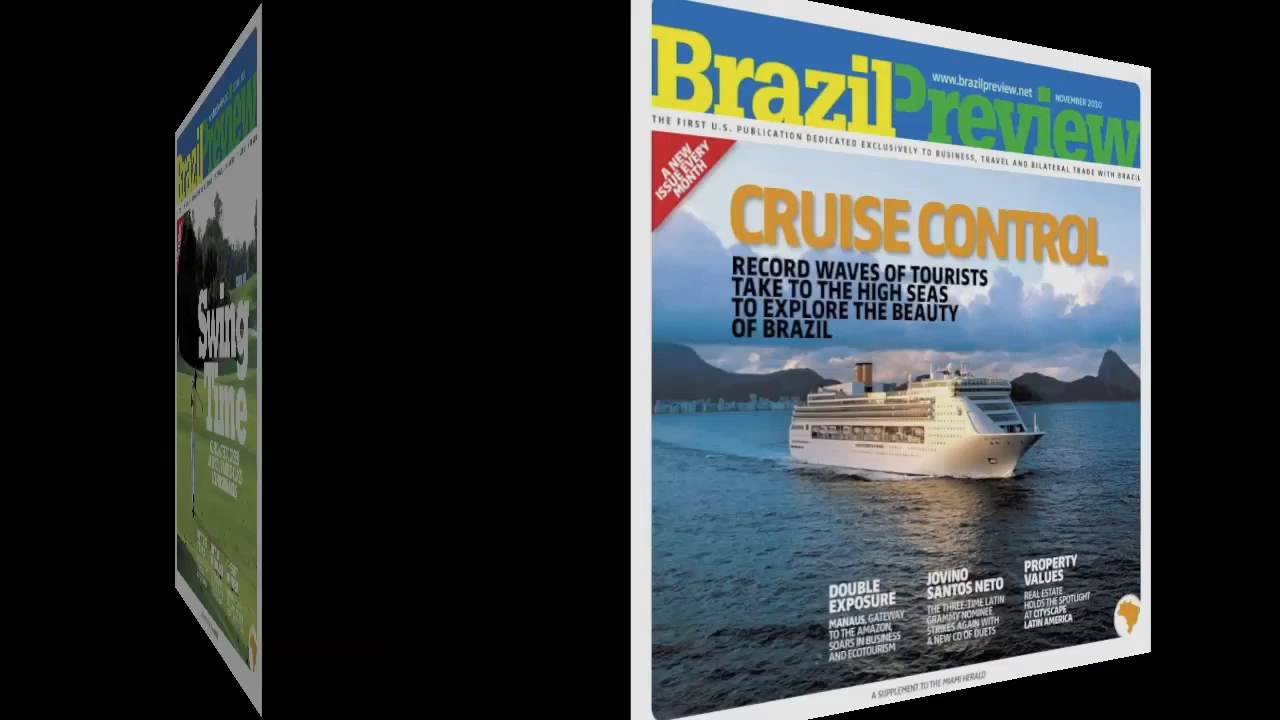 Brazil Preview
Swing
Time
Brazil Preview
www.brazilpreview.net
NOVEMBER 2010
THE FIRST U.S. PUBLICATION DEDICATED EXCLUSIVELY TO BUSINESS, TRAVEL AND BILATERAL TRADE WITH BRAZIL
A NEW
ISSUE EVERY
MONTH
CRUISE CONTROL
RECORD WAVES OF TOURISTS
TAKE TO THE HIGH SEAS
TO EXPLORE THE BEAUTY
OF BRAZIL
DOUBLE
EXPOSURE
MANAUS, GATEWAY
TO THE AMAZON,
SOARS IN BUSINESS
AND ECOTOURISM
JOVINO
SANTOS NETO
THE THREE-TIME LATIN
GRAMMY NOMINEE
STRIKES AGAIN WITH
A NEW CD OF DUETS
PROPERTY
VALUES
REAL ESTATE
HOLDS THE SPOTLIGHT
AT CITYSCAPE
LATIN AMERICA
A SUPPLEMENT TO THE MIAMI HERALD